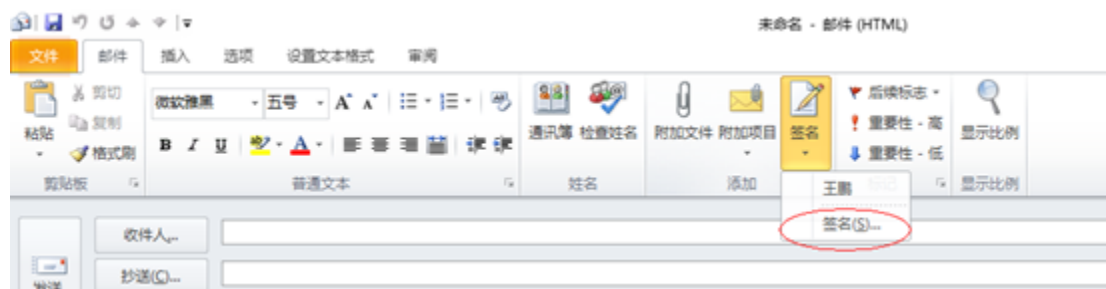 未命名 - 邮件 (HTML)
文件 邮件 插入 选项 设置文本格式 审阅
剪切 微软雅黑 五号 A A 后续标志
复制 通讯簿 检查姓名 附加文件 附加项目 签名 重要性 - 高 显示比例
粘贴 格式刷 B I U A 重要性 - 低
剪贴板 普通文本 姓名 添加 标记 显示比例
王鹏
签名(S)...
收件人...
抄送(C)...
发送